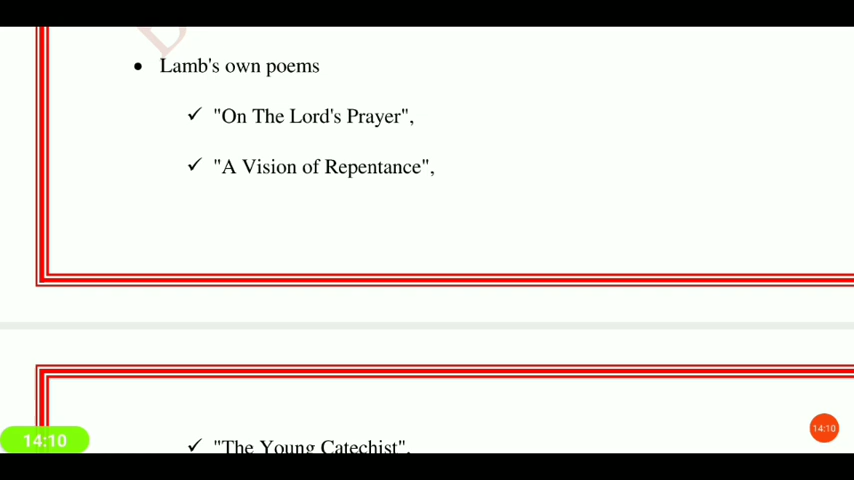 • Lamb's own poems
✓ "On The Lord's Prayer",
✓ "A Vision of Repentance",
✓ "The Young Catechist",
14:10
14:10